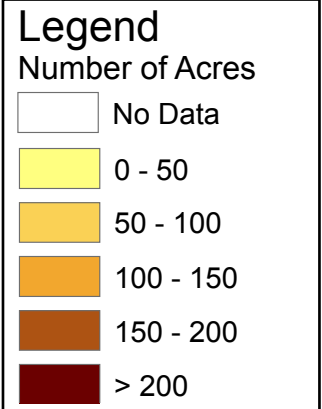 Legend
Number of Acres
No Data
0 - 50
50 - 100
100 - 150
150 - 200
> 200